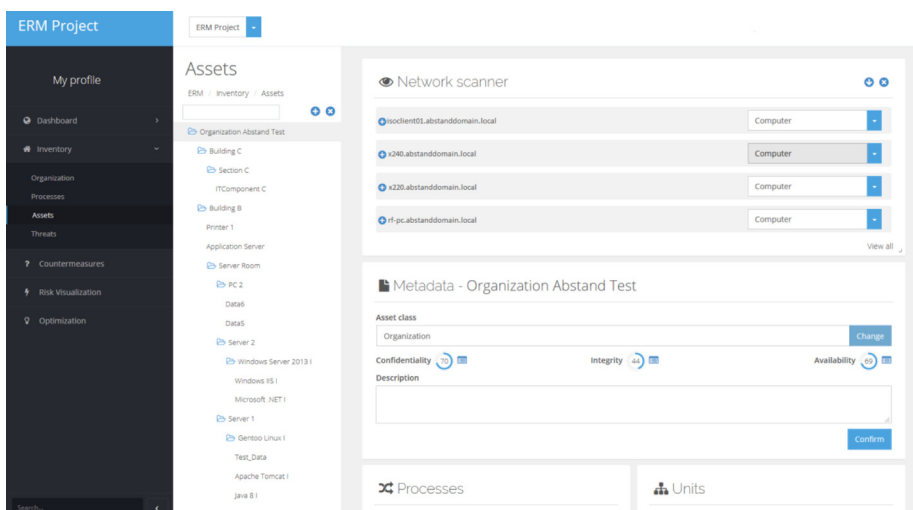 ERM Project
ERM Project
My profile
Dashboard
Inventory
Organization
Processes
Assets
Threats
? Countermeasures
Risk Visualization
Optimization
Search...
Assets
ERM / Inventory / Assets
Organization Abstand Test
Building C
Section C
ITComponent C
Building B
Printer 1
Application Server
Server Room
PC 2
Data6
Data5
Server 2
Windows Server 2013 I
Windows IIS I
Microsoft .NET I
Server 1
Gentoo Linux I
Test_Data
Apache Tomcat I
Java 8 I
Network scanner
isoclient01.abstanddomain.local Computer
x240.abstanddomain.local Computer
x220.abstanddomain.local Computer
rf-pc.abstanddomain.local Computer
View all
Metadata - Organization Abstand Test
Asset class
Organization Change
Confidentiality 70 Integrity 44 Availability 69
Description
Confirm
Processes Units